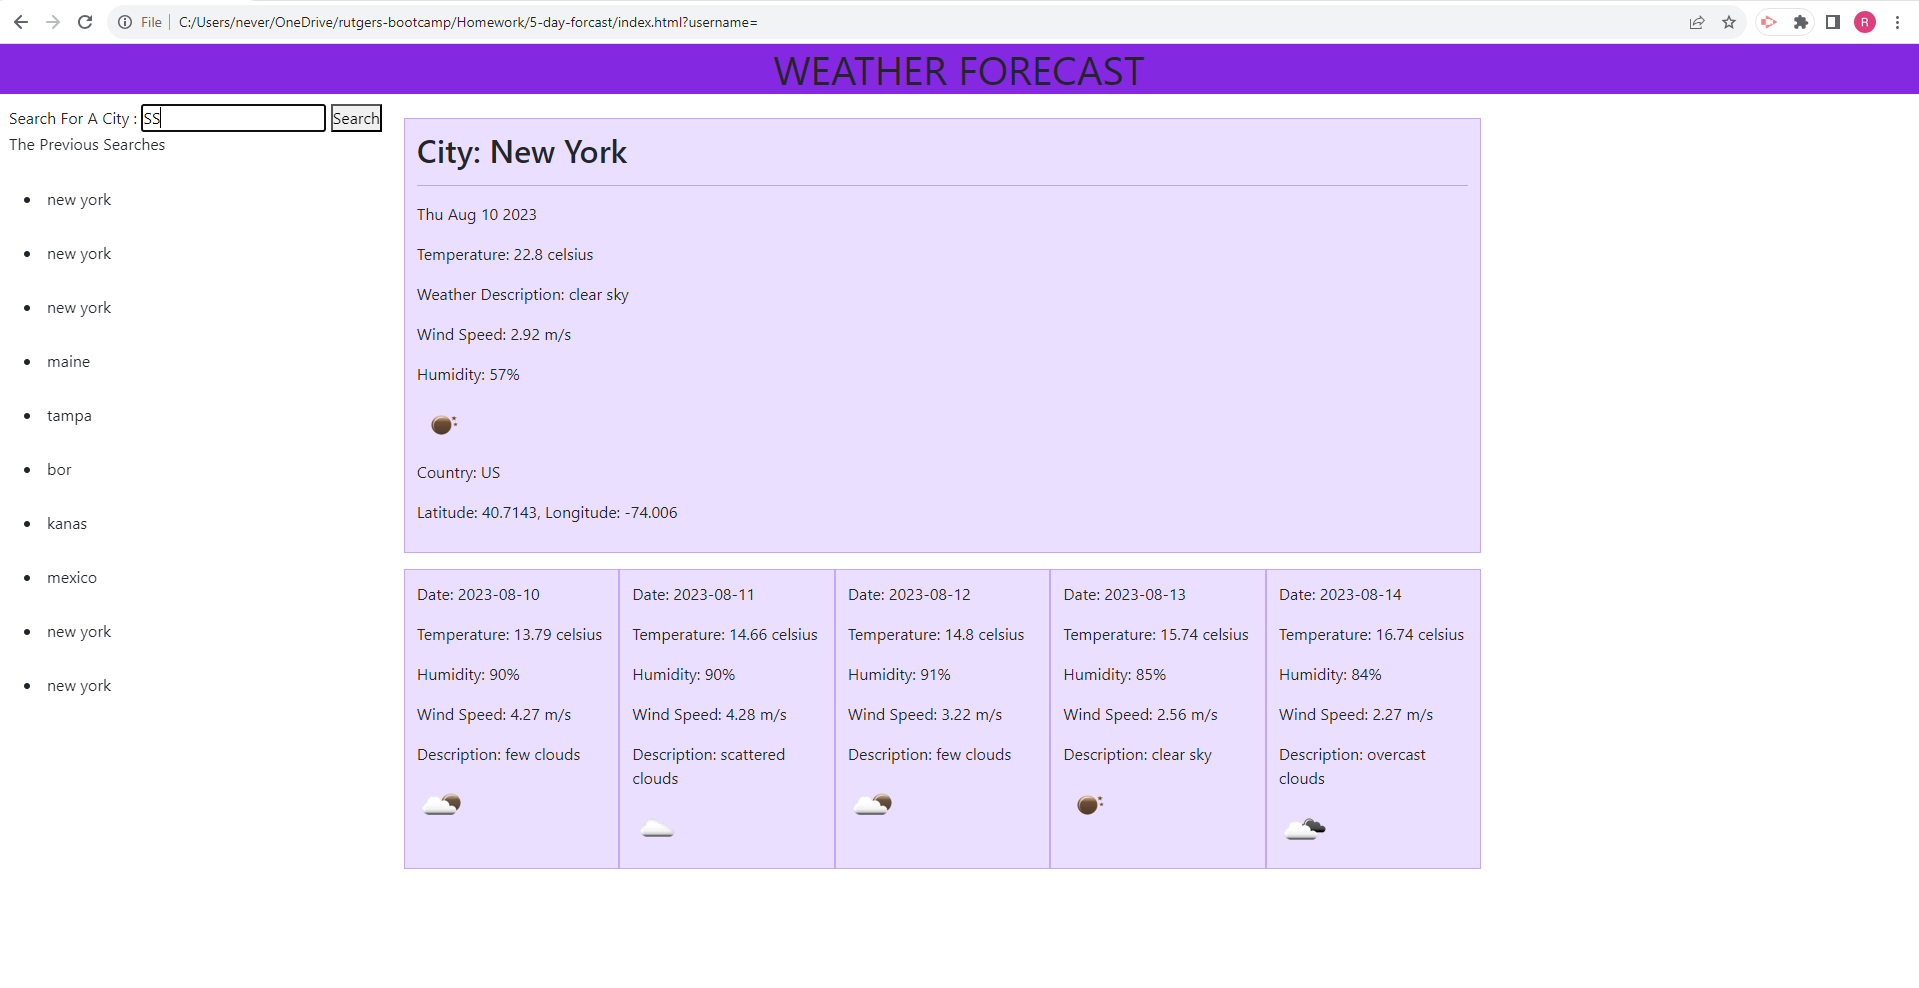 File C:/Users/never/OneDrive/rutgers-bootcamp/Homework/5-day-forcast/index.html?username=
R
WEATHER FORECAST
Search For A City : SS Search
The Previous Searches
new york
new york
new york
maine
tampa
bor
kanas
mexico
new york
new york
City: New York
Thu Aug 10 2023
Temperature: 22.8 celsius
Weather Description: clear sky
Wind Speed: 2.92 m/s
Humidity: 57%
Country: US
Latitude: 40.7143, Longitude: -74.006
Date: 2023-08-10
Temperature: 13.79 celsius
Humidity: 90%
Wind Speed: 4.27 m/s
Description: few clouds
Date: 2023-08-11
Temperature: 14.66 celsius
Humidity: 90%
Wind Speed: 4.28 m/s
Description: scattered
clouds
Date: 2023-08-12
Temperature: 14.8 celsius
Humidity: 91%
Wind Speed: 3.22 m/s
Description: few clouds
Date: 2023-08-13
Temperature: 15.74 celsius
Humidity: 85%
Wind Speed: 2.56 m/s
Description: clear sky
Date: 2023-08-14
Temperature: 16.74 celsius
Humidity: 84%
Wind Speed: 2.27 m/s
Description: overcast
clouds